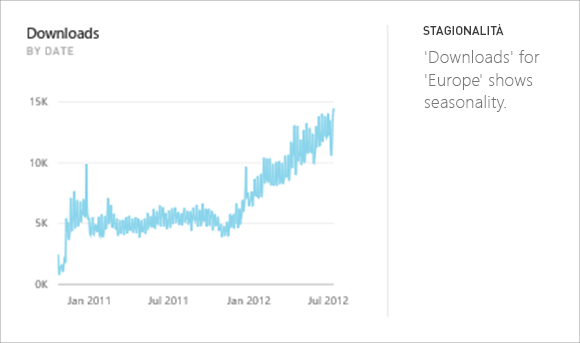 Downloads
BY DATE
15K
10K
5K
0K
Jan 2011 Jul 2011 Jan 2012 Jul 2012
STAGIONALITÀ
'Downloads' for
'Europe' shows
seasonality.